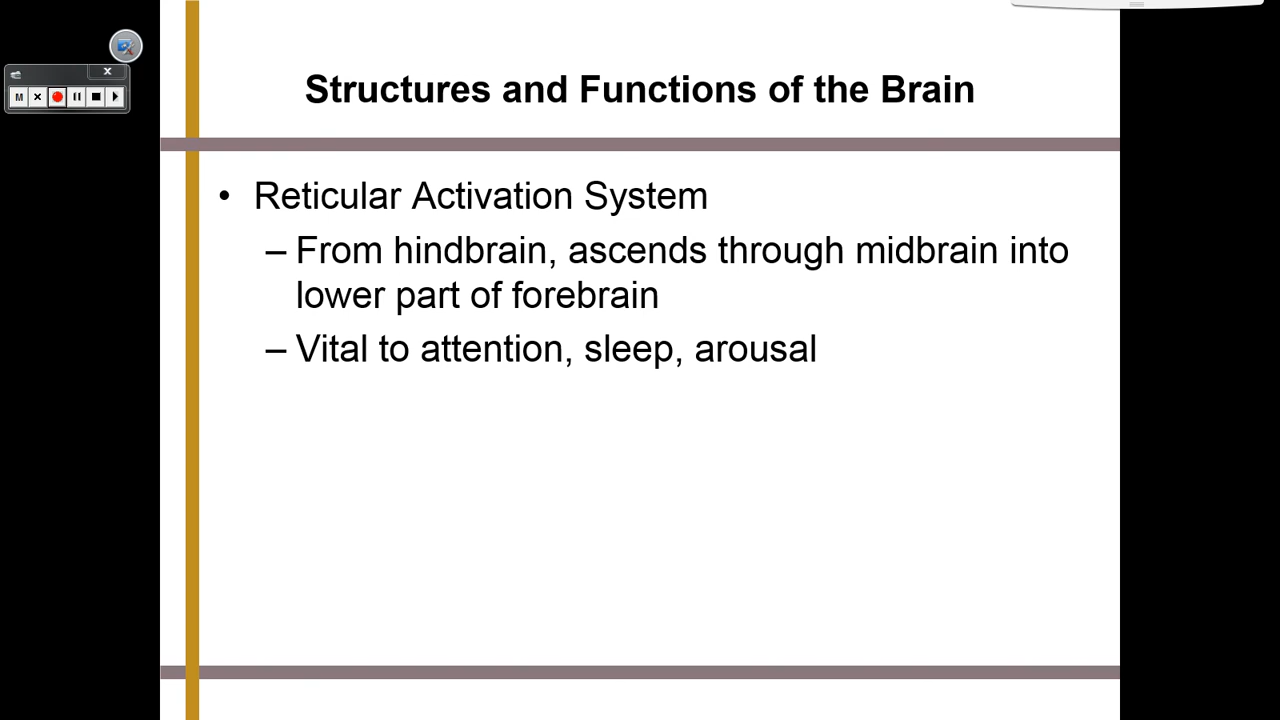 Structures and Functions of the Brain
M
• Reticular Activation System
– From hindbrain, ascends through midbrain into
lower part of forebrain
– Vital to attention, sleep, arousal